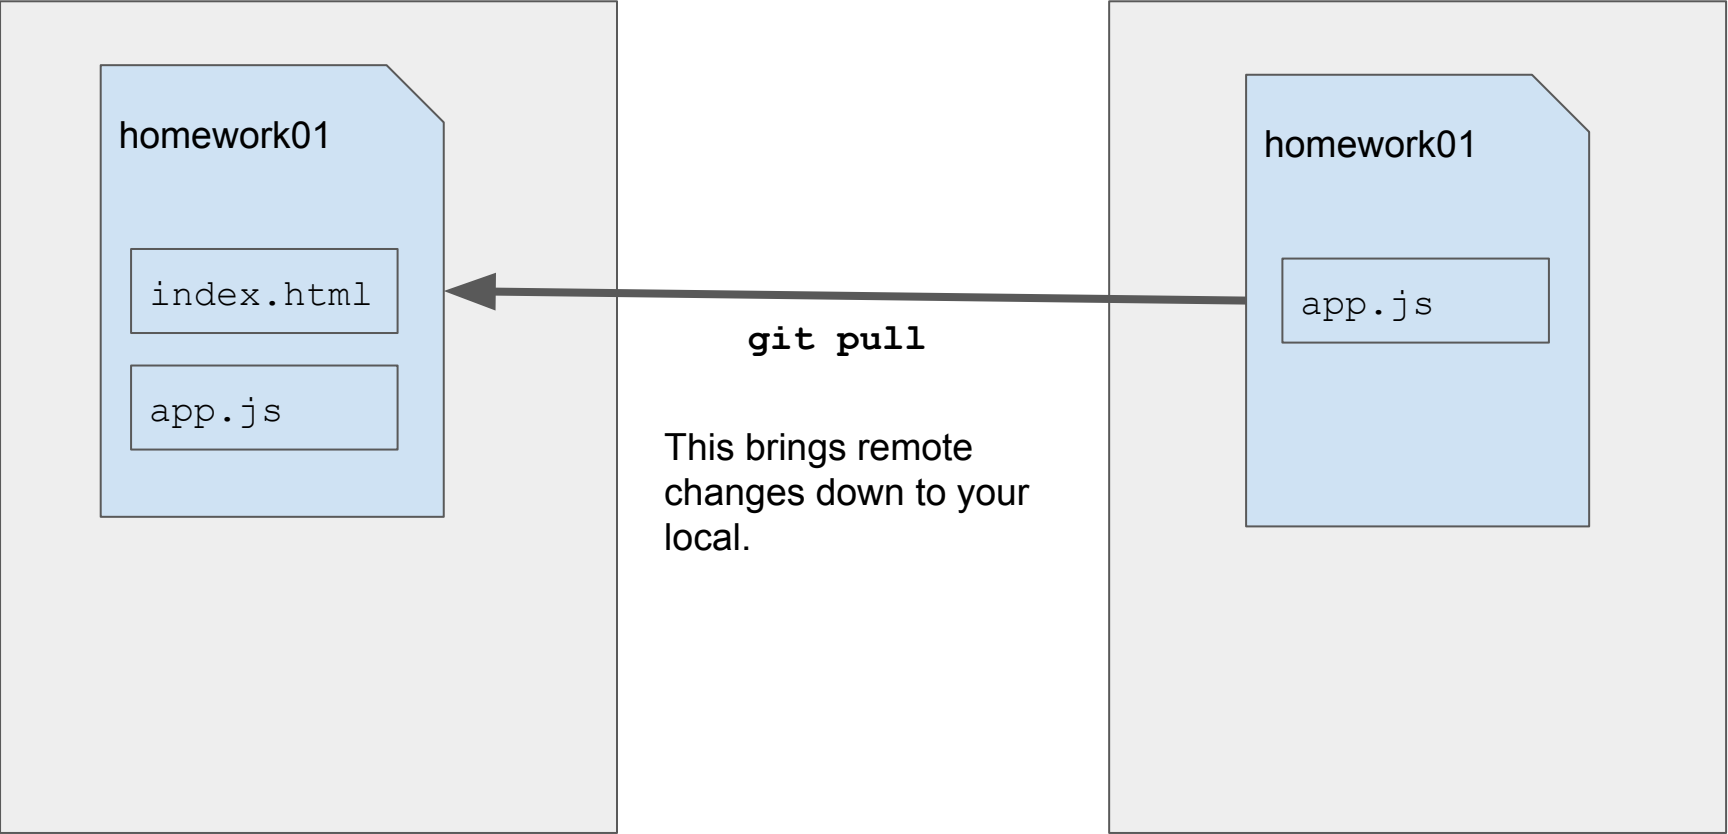 homework01
index.html
app.js
git pull
This brings remote
changes down to your
local.
homework01
app.js